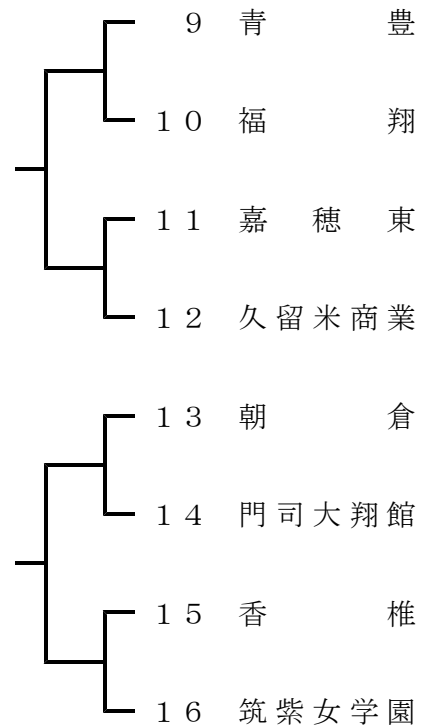 9 青豊
10 福翔
11 嘉穂東
12 久留米商業
13 朝倉
14 門司大翔館
15 香椎
16 筑紫女学園